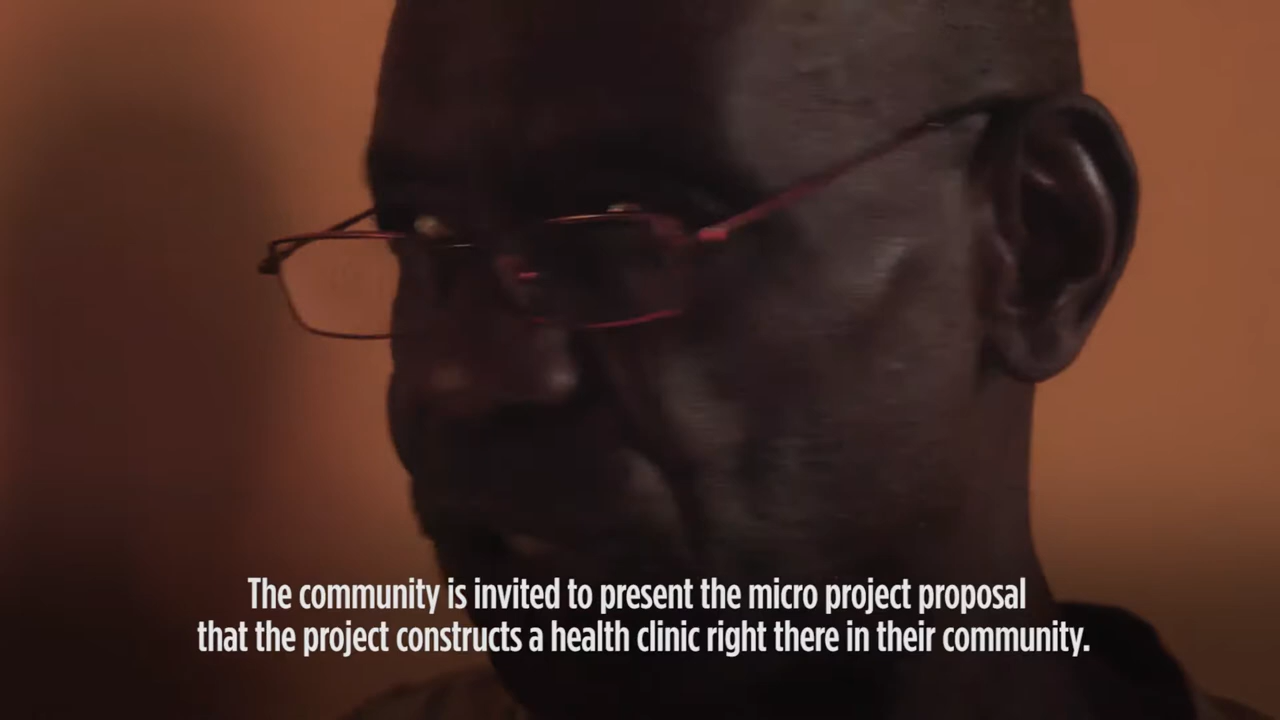 The community is invited to present the micro project proposal
that the project constructs a health clinic right there in their community.